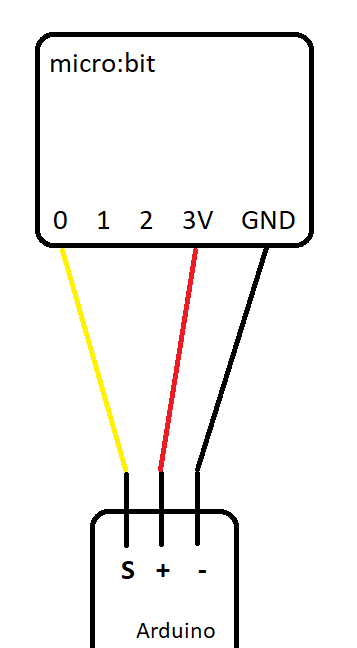 micro:bit
0 1 2 3V GND
S + -
Arduino